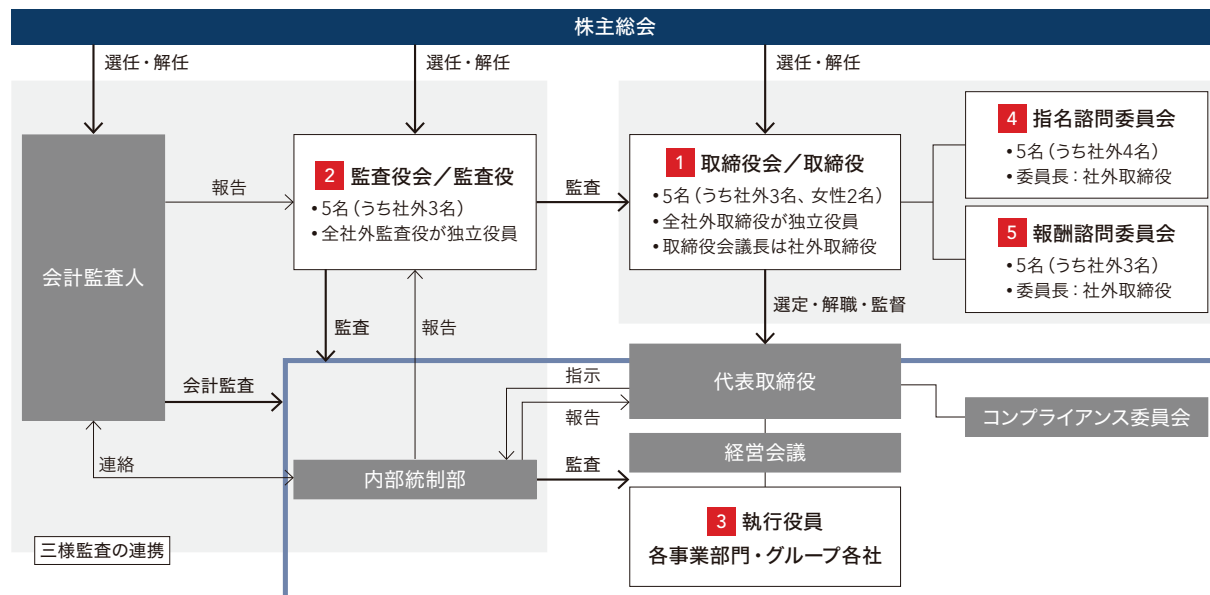 株主総会
選任・解任
選任・解任
選任・解任
会計監査人
報告
2 監査役会／監査役
•5名（うち社外3名）
•全社外監査役が独立役員
監査
1 取締役会／取締役
•5名（うち社外3名、女性2名）
•全社外取締役が独立役員
•取締役会議長は社外取締役
4 指名諮問委員会
•5名（うち社外4名）
•委員長：社外取締役
5 報酬諮問委員会
•5名（うち社外3名）
•委員長：社外取締役
監査
報告
選定・解職・監督
会計監査
指示
報告
代表取締役
コンプライアンス委員会
連絡
内部統制部
監査
経営会議
3 執行役員
各事業部門・グループ各社
三様監査の連携